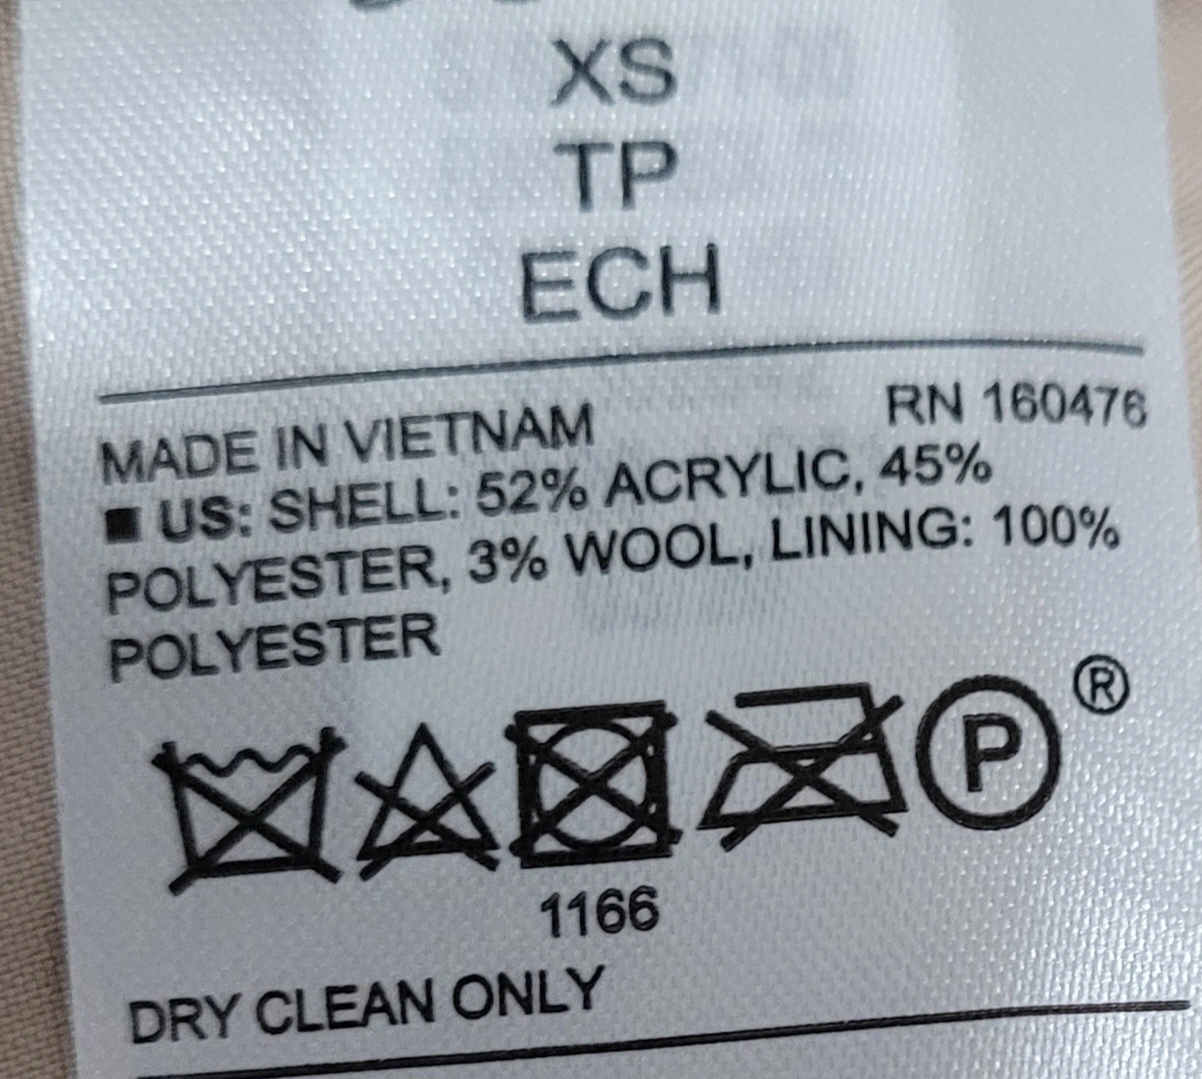 XS
TP
ECH
MADE IN VIETNAM RN 160476
■ US: SHELL: 52% ACRYLIC, 45%
POLYESTER, 3% WOOL, LINING: 100%
POLYESTER
P ®
1166
DRY CLEAN ONLY